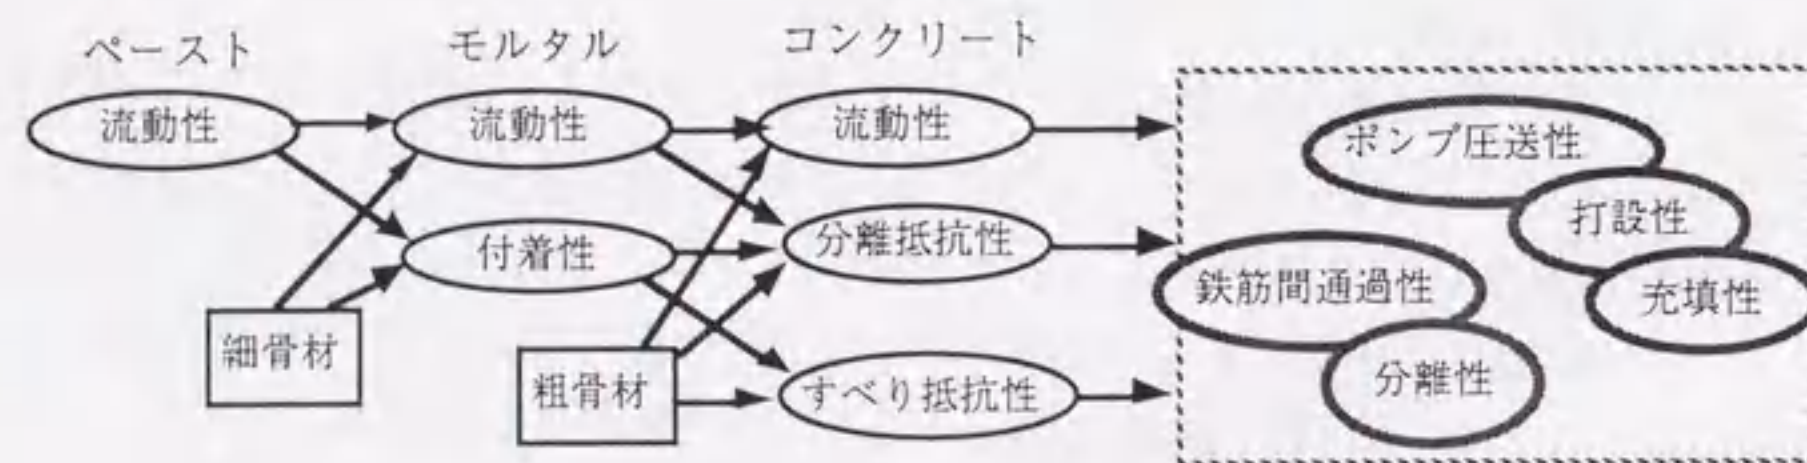 ペースト
モルタル
コンクリート
流動性
流動性
流動性
ポンプ圧送性
打設性
付着性
分離抵抗性
鉄筋間通過性
充填性
細骨材
粗骨材
すべり抵抗性
分離性